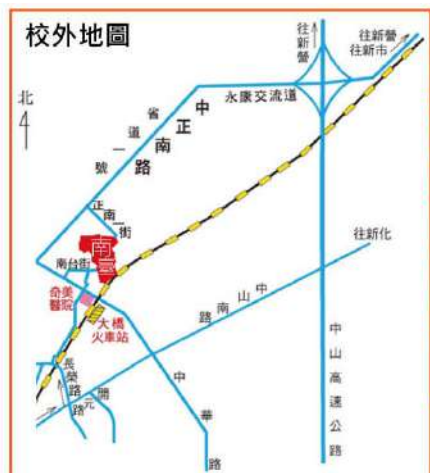 校外地圖
往新營
往新營
往新市
永康交流道
北
省道一號
中正南路
正南一街
南台街
南臺
奇美
醫院
大橋
火車站
往新化
中山南路
中山高速公路
長榮路
開元路
中華路